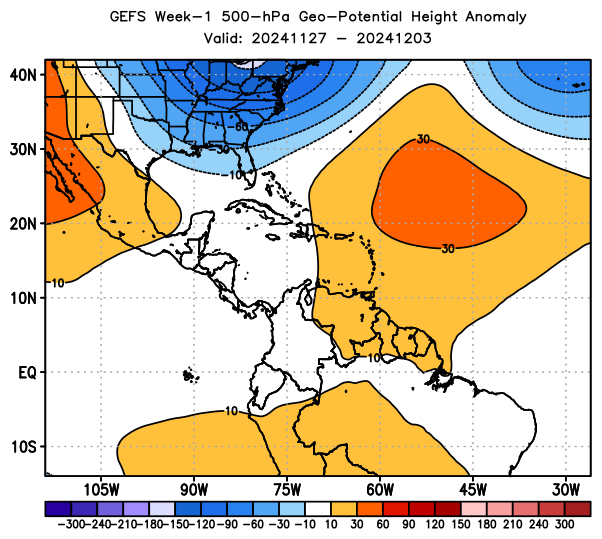 GEFS Week-1 500-hPa Geo-Potential Height Anomaly
Valid: 20241127 - 20241203
40N
30N
20N
10N
EQ
10S
-60
-30
-10
30
30
10
10
10
105W 90W 75W 60W 45W 30W
-300 -240 -210 -180 -150 -120 -90 -60 -30 -10 10 30 60 90 120 150 180 210 240 300